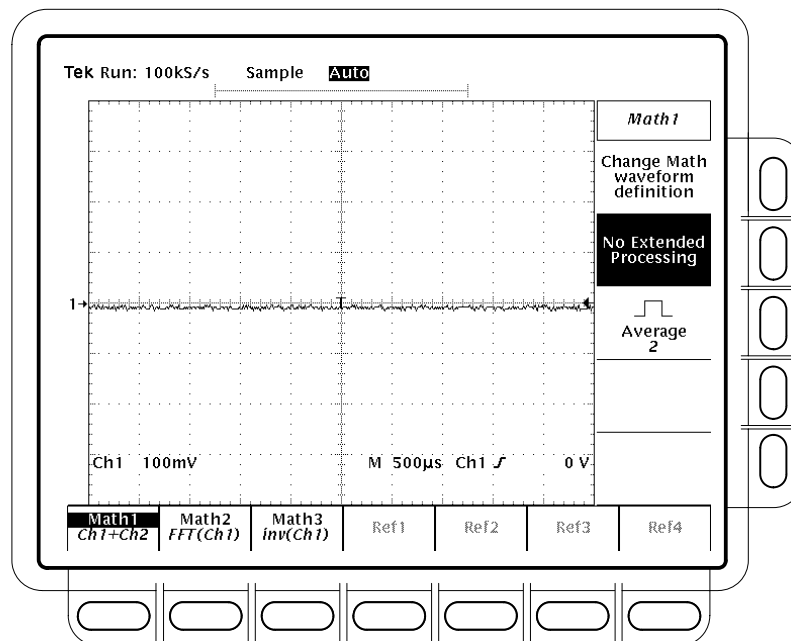 Tek Run: 100kS/s Sample Auto
Math1
Change Math
waveform
definition
No Extended
Processing
Average
2
1
T
Ch1 100mV M 500µs Ch1 0 V
Math1
Ch1+Ch2
Math2
FFT(Ch1)
Math3
inv(Ch1)
Ref1
Ref2
Ref3
Ref4